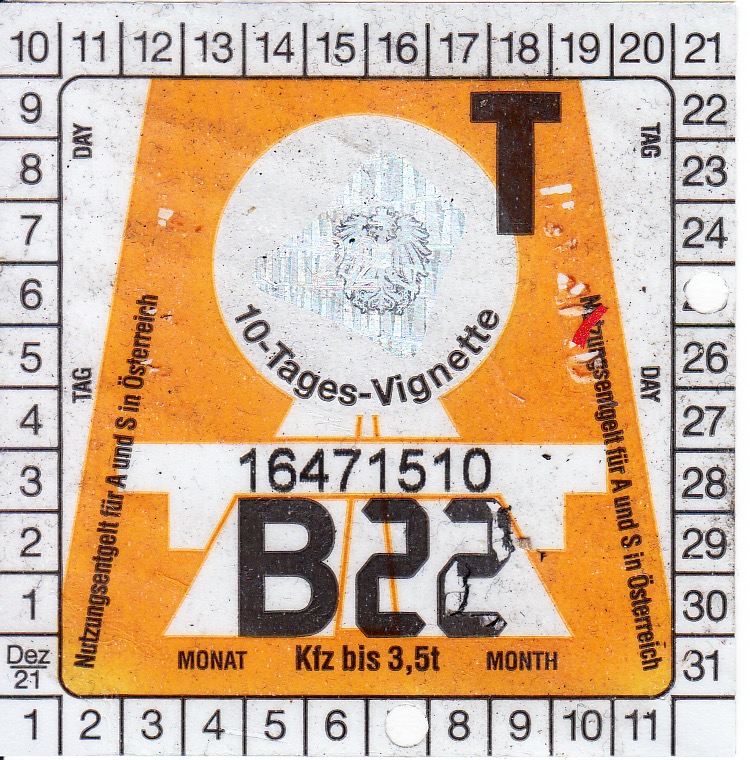 10 11 12 13 14 15 16 17 18 19 20 21
9 22
8 23
7 24
6
5 26
4 27
3 28
2 29
1 30
Dez 31
21
1 2 3 4 5 6 8 9 10 11
DAY
TAG
TAG
DAY
T
10-Tages-Vignette
Nutzungsentgelt für A und S in Österreich
für A und S in Österreich
16471510
B22
MONAT Kfz bis 3,5t MONTH